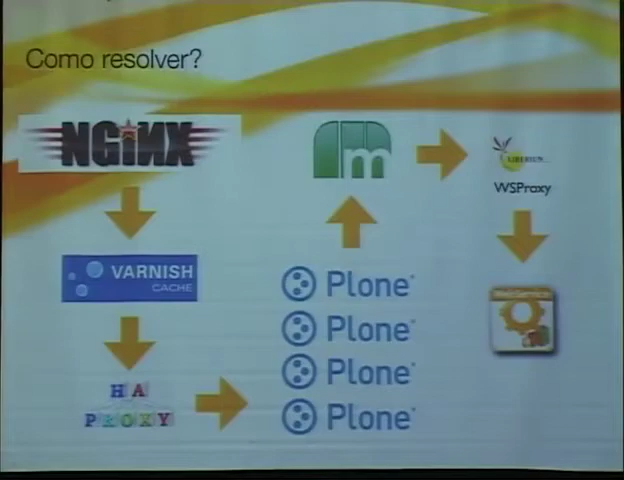 Como resolver?
NGiNX
VARNISH
CACHE
HA
PROXY
Plone
Plone
Plone
Plone
m
WSProxy